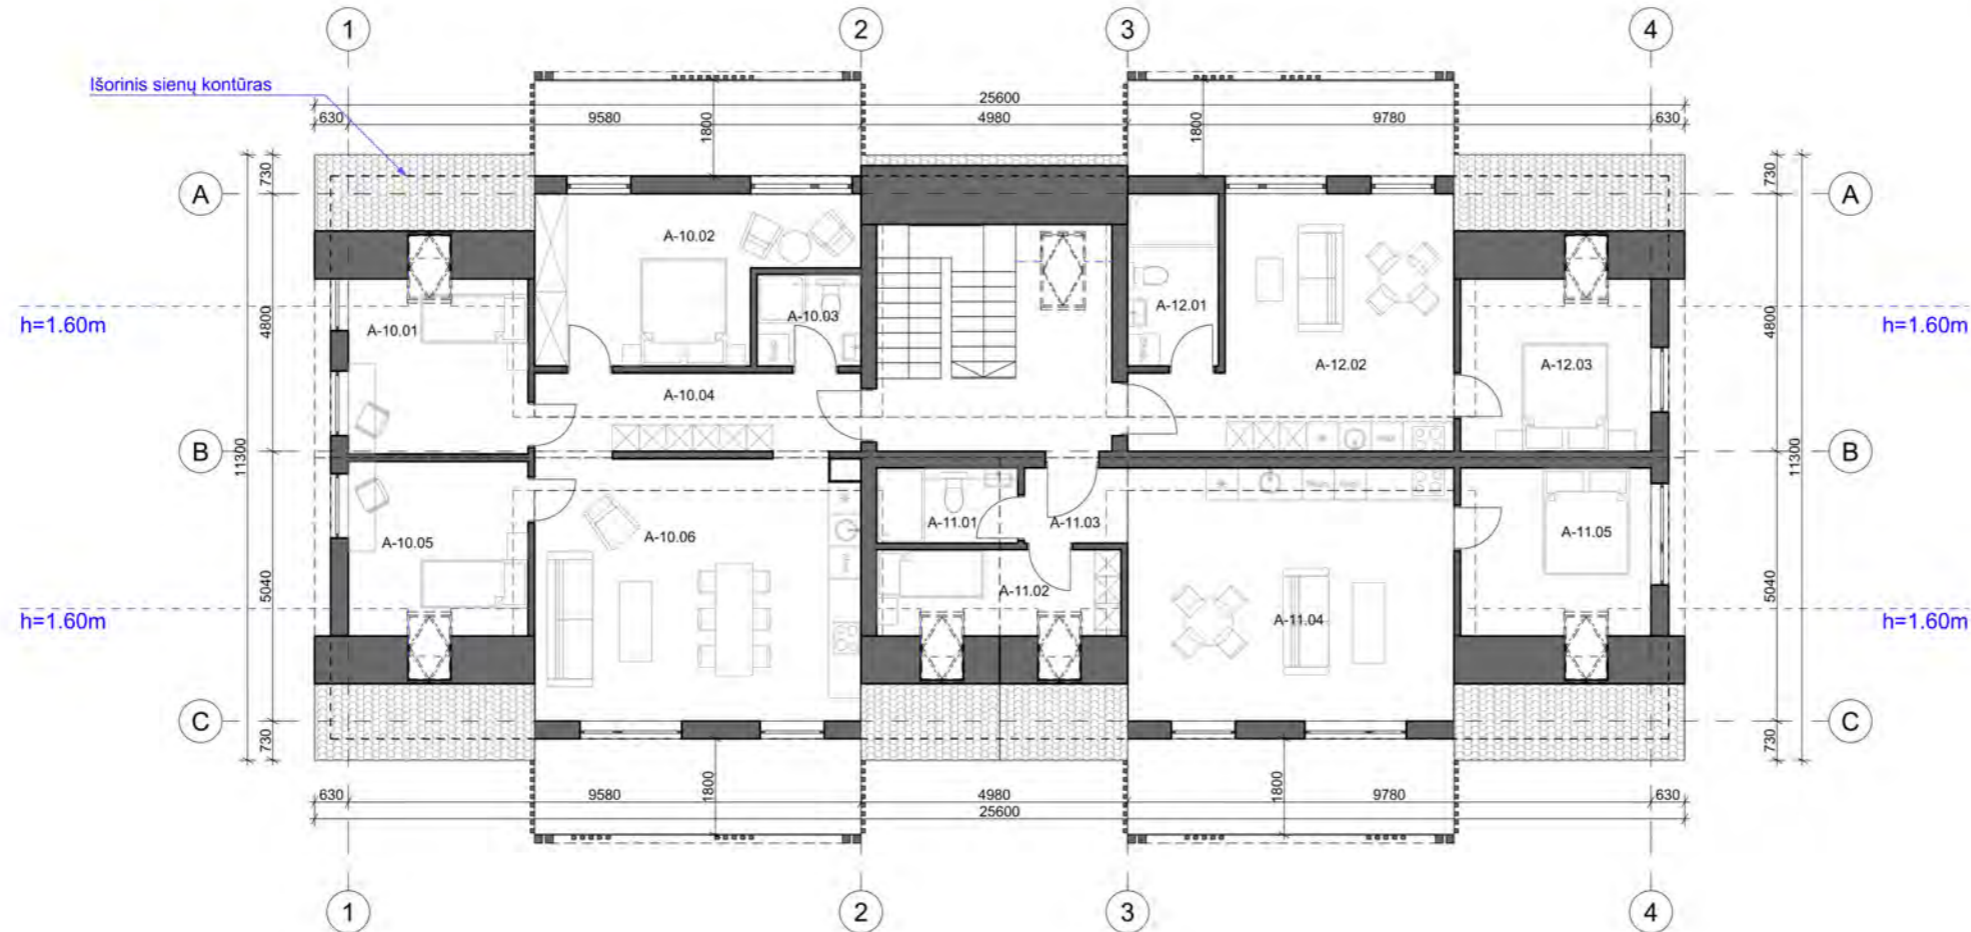 1 2 3 4
Išorinis sienų kontūras
25600
630 9580 1800 4980 1800 9780 630
730 730
A A
A-10.02
A-12.01
A-10.03
h=1.60m A-10.01 4800 4800 h=1.60m
A-12.02 A-12.03
A-10.04
B B
11300 11300
A-10.05 A-10.06 A-11.01 A-11.03 A-11.05
A-11.02
5040 5040
h=1.60m A-11.04 h=1.60m
C C
730 730
630 9580 1800 4980 1800 9780 630
25600
1 2 3 4